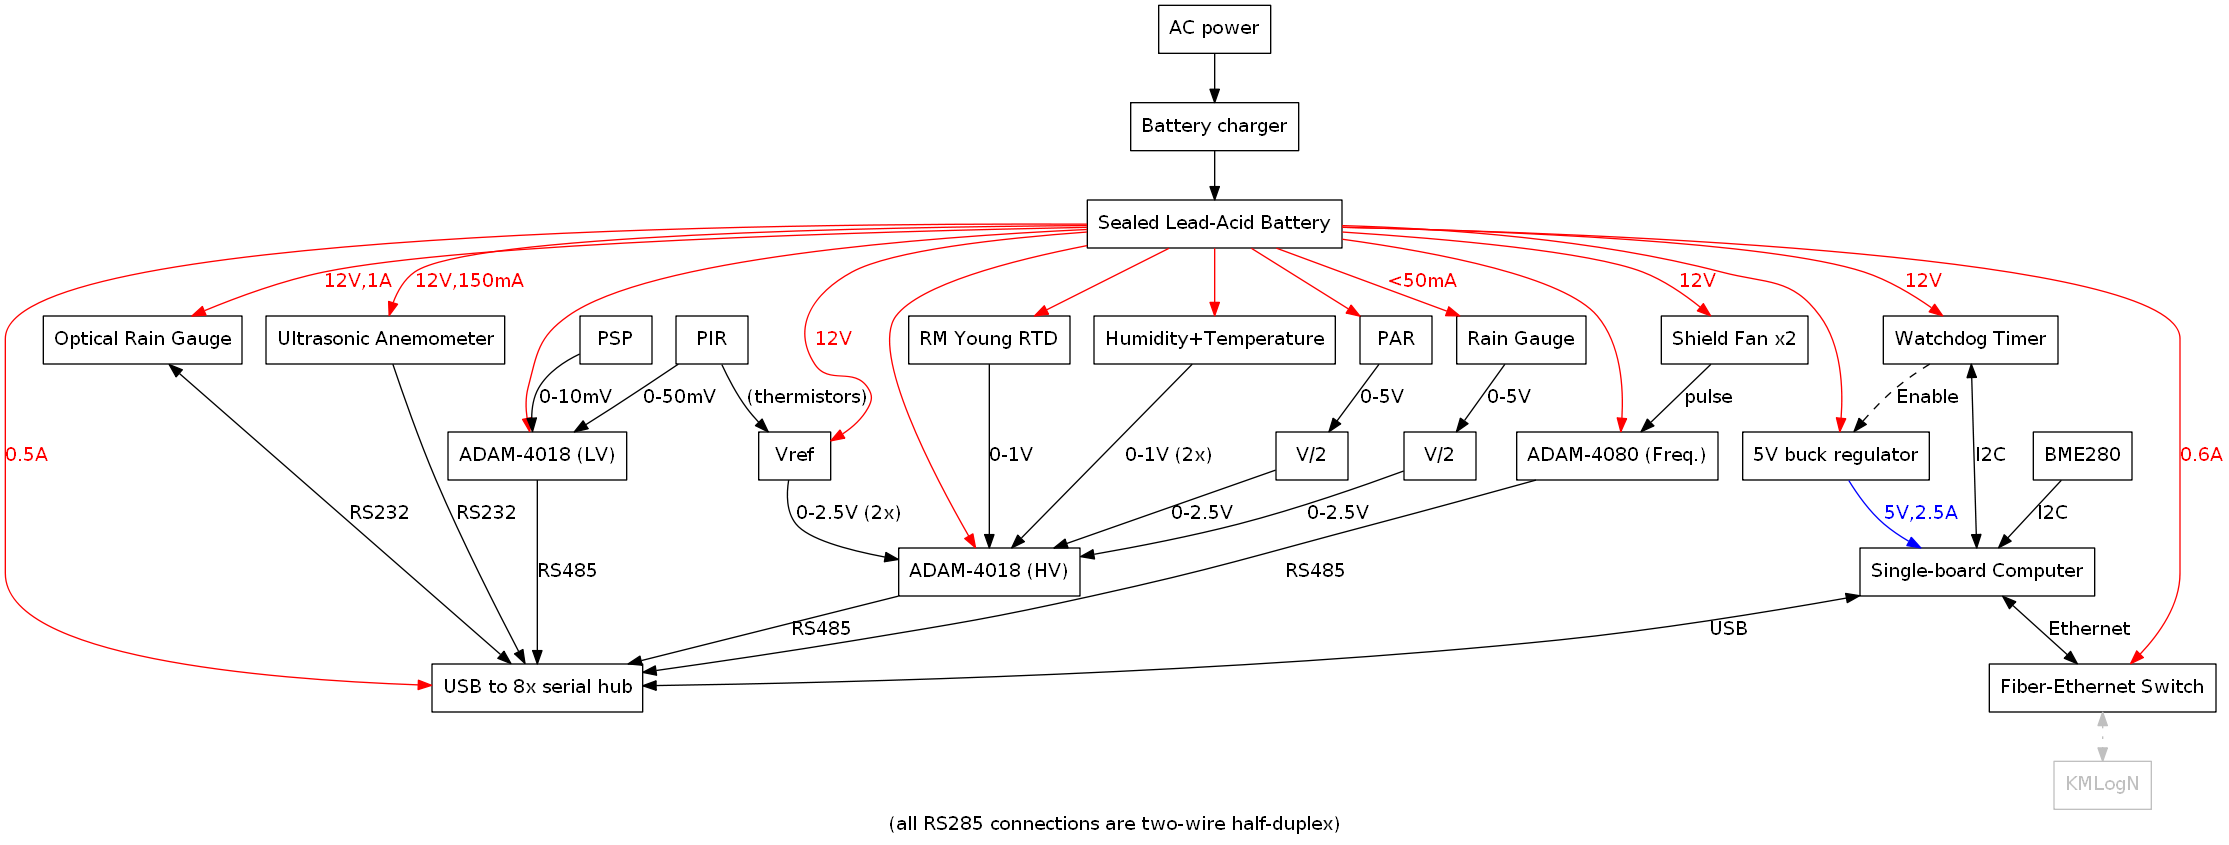 AC power
Battery charger
Sealed Lead-Acid Battery
12V,1A
12V,150mA
<50mA
12V
12V
Optical Rain Gauge
Ultrasonic Anemometer
PSP
PIR
12V
RM Young RTD
Humidity+Temperature
PAR
Rain Gauge
Shield Fan x2
Watchdog Timer
0-10mV
0-50mV
(thermistors)
0-5V
0-5V
pulse
Enable
0.5A
ADAM-4018 (LV)
Vref
0-1V
0-1V (2x)
V/2
V/2
ADAM-4080 (Freq.)
5V buck regulator
I2C
BME280
0.6A
RS232
RS232
0-2.5V (2x)
0-2.5V
0-2.5V
5V,2.5A
I2C
RS485
ADAM-4018 (HV)
RS485
Single-board Computer
RS485
USB
Ethernet
USB to 8x serial hub
Fiber-Ethernet Switch
KMLogN
(all RS285 connections are two-wire half-duplex)